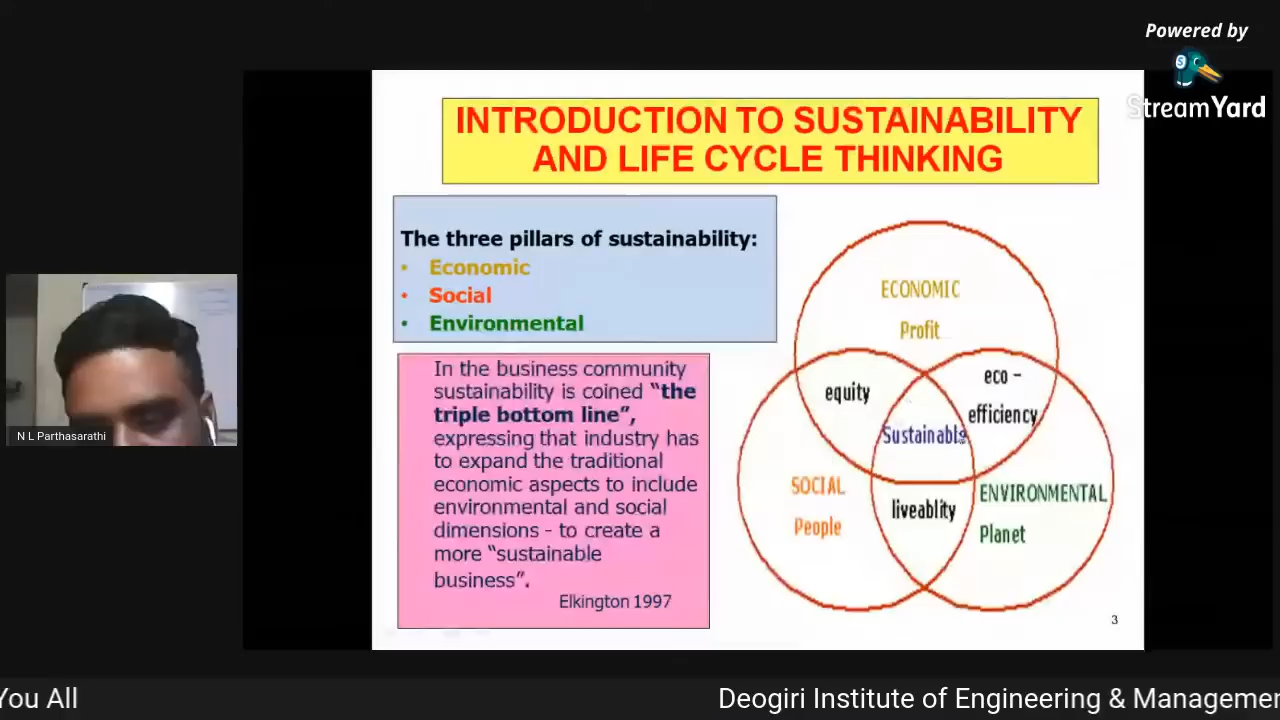 Powered by
StreamYard
INTRODUCTION TO SUSTAINABILITY
AND LIFE CYCLE THINKING
The three pillars of sustainability:
• Economic
• Social
• Environmental
In the business community
sustainability is coined “the
triple bottom line”,
expressing that industry has
to expand the traditional
economic aspects to include
environmental and social
dimensions - to create a
more “sustainable
business”.
Elkington 1997
ECONOMIC
Profit
equity
eco -
efficiency
Sustainable
SOCIAL
People
liveablity
ENVIRONMENTAL
Planet
3
N L Parthasarathi
You All
Deogiri Institute of Engineering & Manageme